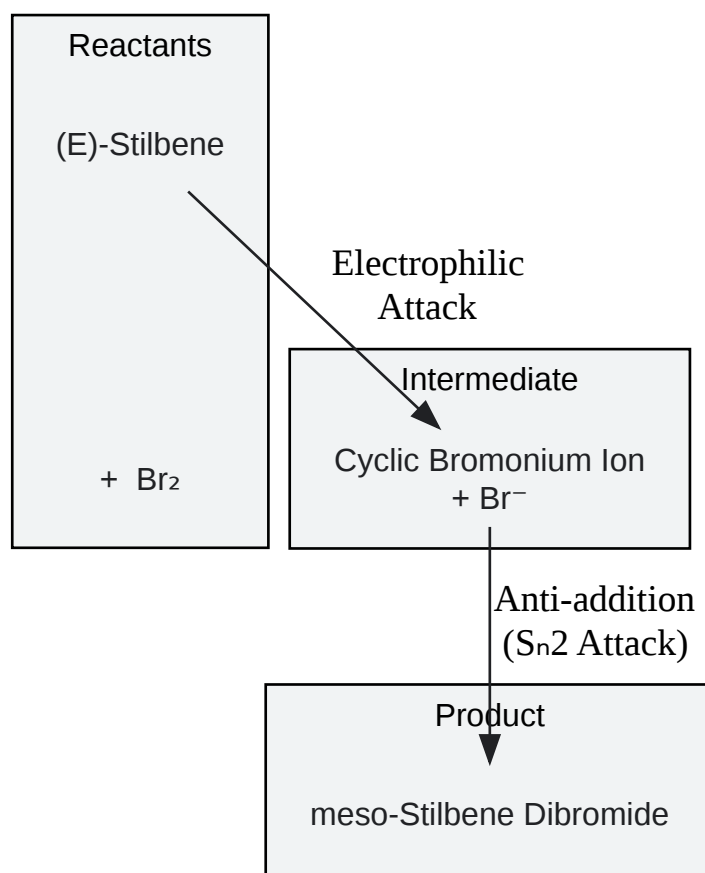 Reactants
(E)-Stilbene
+ Br₂
Electrophilic
Attack
Intermediate
Cyclic Bromonium Ion
+ Br⁻
Anti-addition
(Sₙ2 Attack)
Product
meso-Stilbene Dibromide